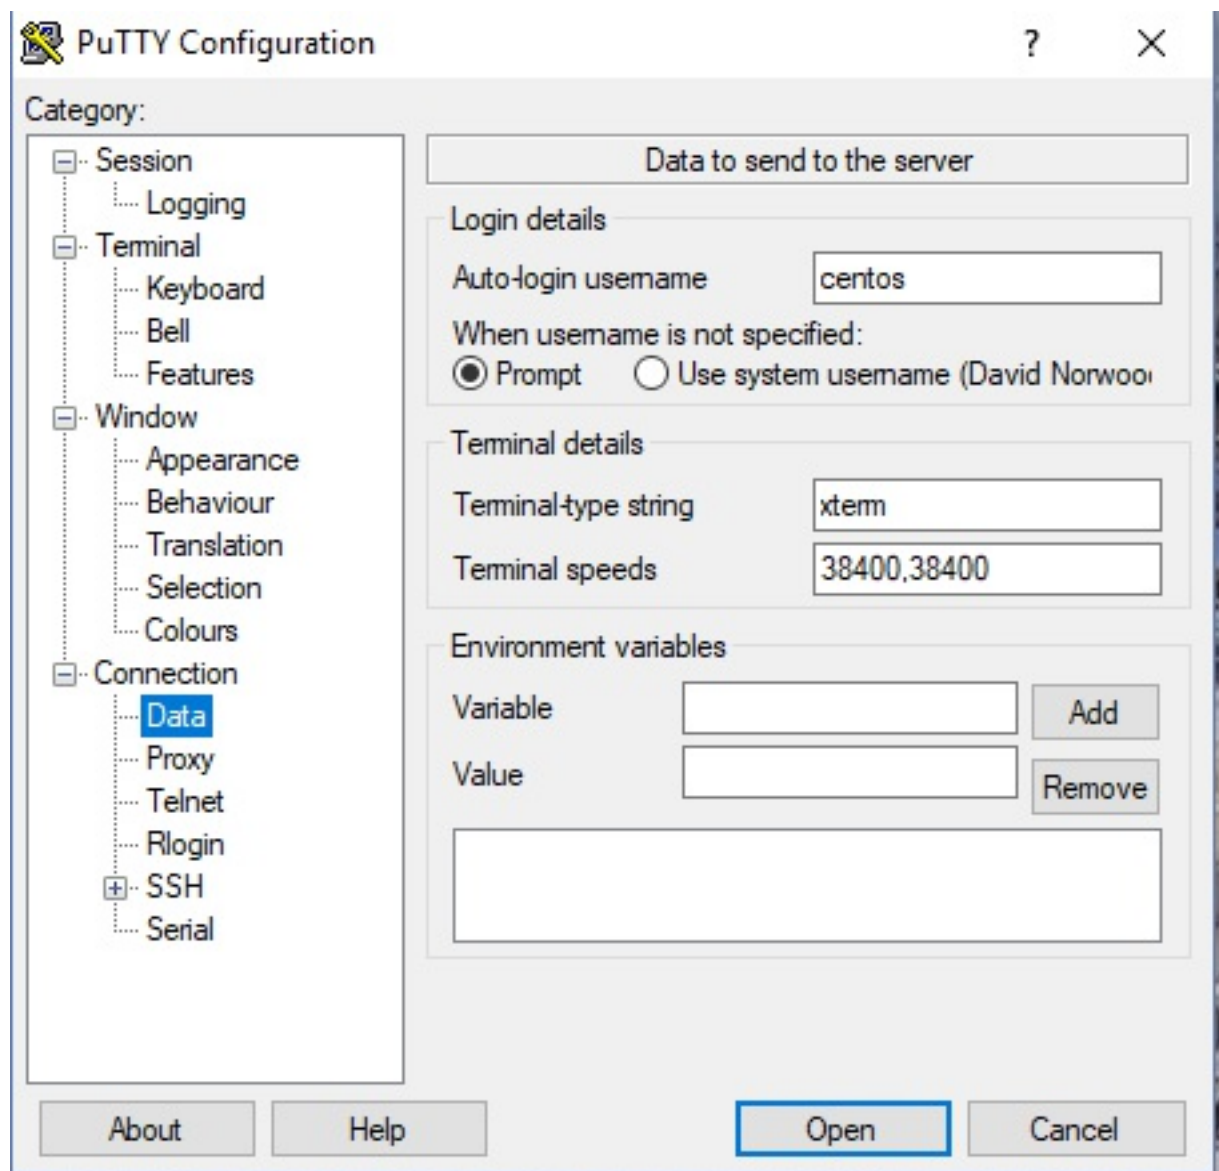 PuTTY Configuration
?
Category:
Session
Logging
Terminal
Keyboard
Bell
Features
Window
Appearance
Behaviour
Translation
Selection
Colours
Connection
Data
Proxy
Telnet
Rlogin
SSH
Serial
Data to send to the server
Login details
Auto-login username
centos
When username is not specified:
Prompt
Use system username (David Norwoo
Terminal details
Terminal-type string
xterm
Terminal speeds
38400,38400
Environment variables
Variable
Add
Value
Remove
About
Help
Open
Cancel